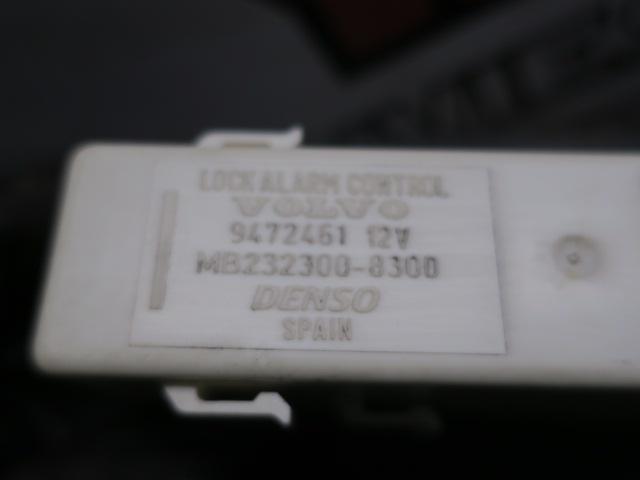 LOCK ALARM CONTROL
VOLVO
9472461 12V
MB232300-8300
DENSO
SPAIN